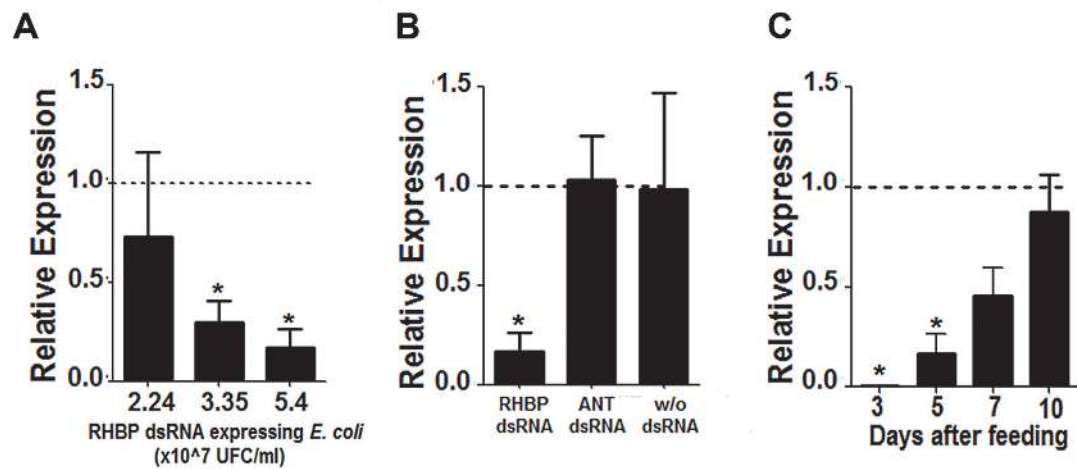 A
Relative Expression
1.5
1.0
0.5
0.0
*
*
2.24 3.35 5.4
RHBP dsRNA expressing E. coli
(x10^7 UFC/ml)
B
Relative Expression
1.5
1.0
0.5
0.0
*
RHBP ANT w/o
dsRNA dsRNA dsRNA
C
Relative Expression
1.5
1.0
0.5
0.0
*
*
3 5 7 10
Days after feeding